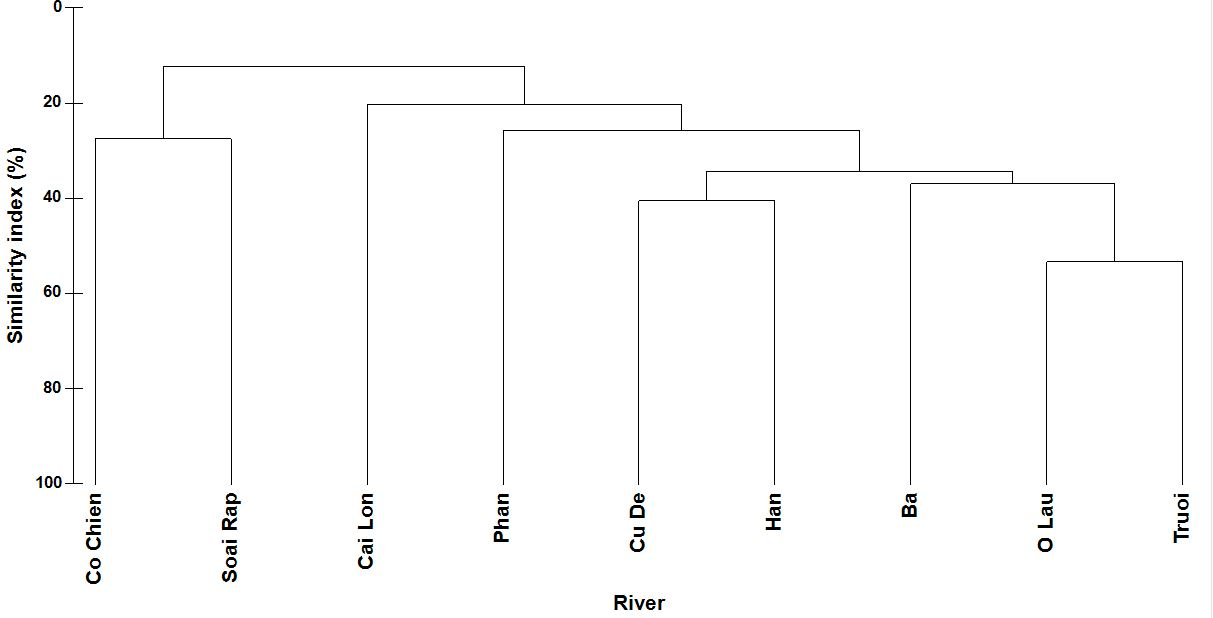 Similarity index (%)
0
20
40
60
80
100
Co Chien
Soai Rap
Cai Lon
Phan
Cu De
Han
Ba
O Lau
Truoi
River